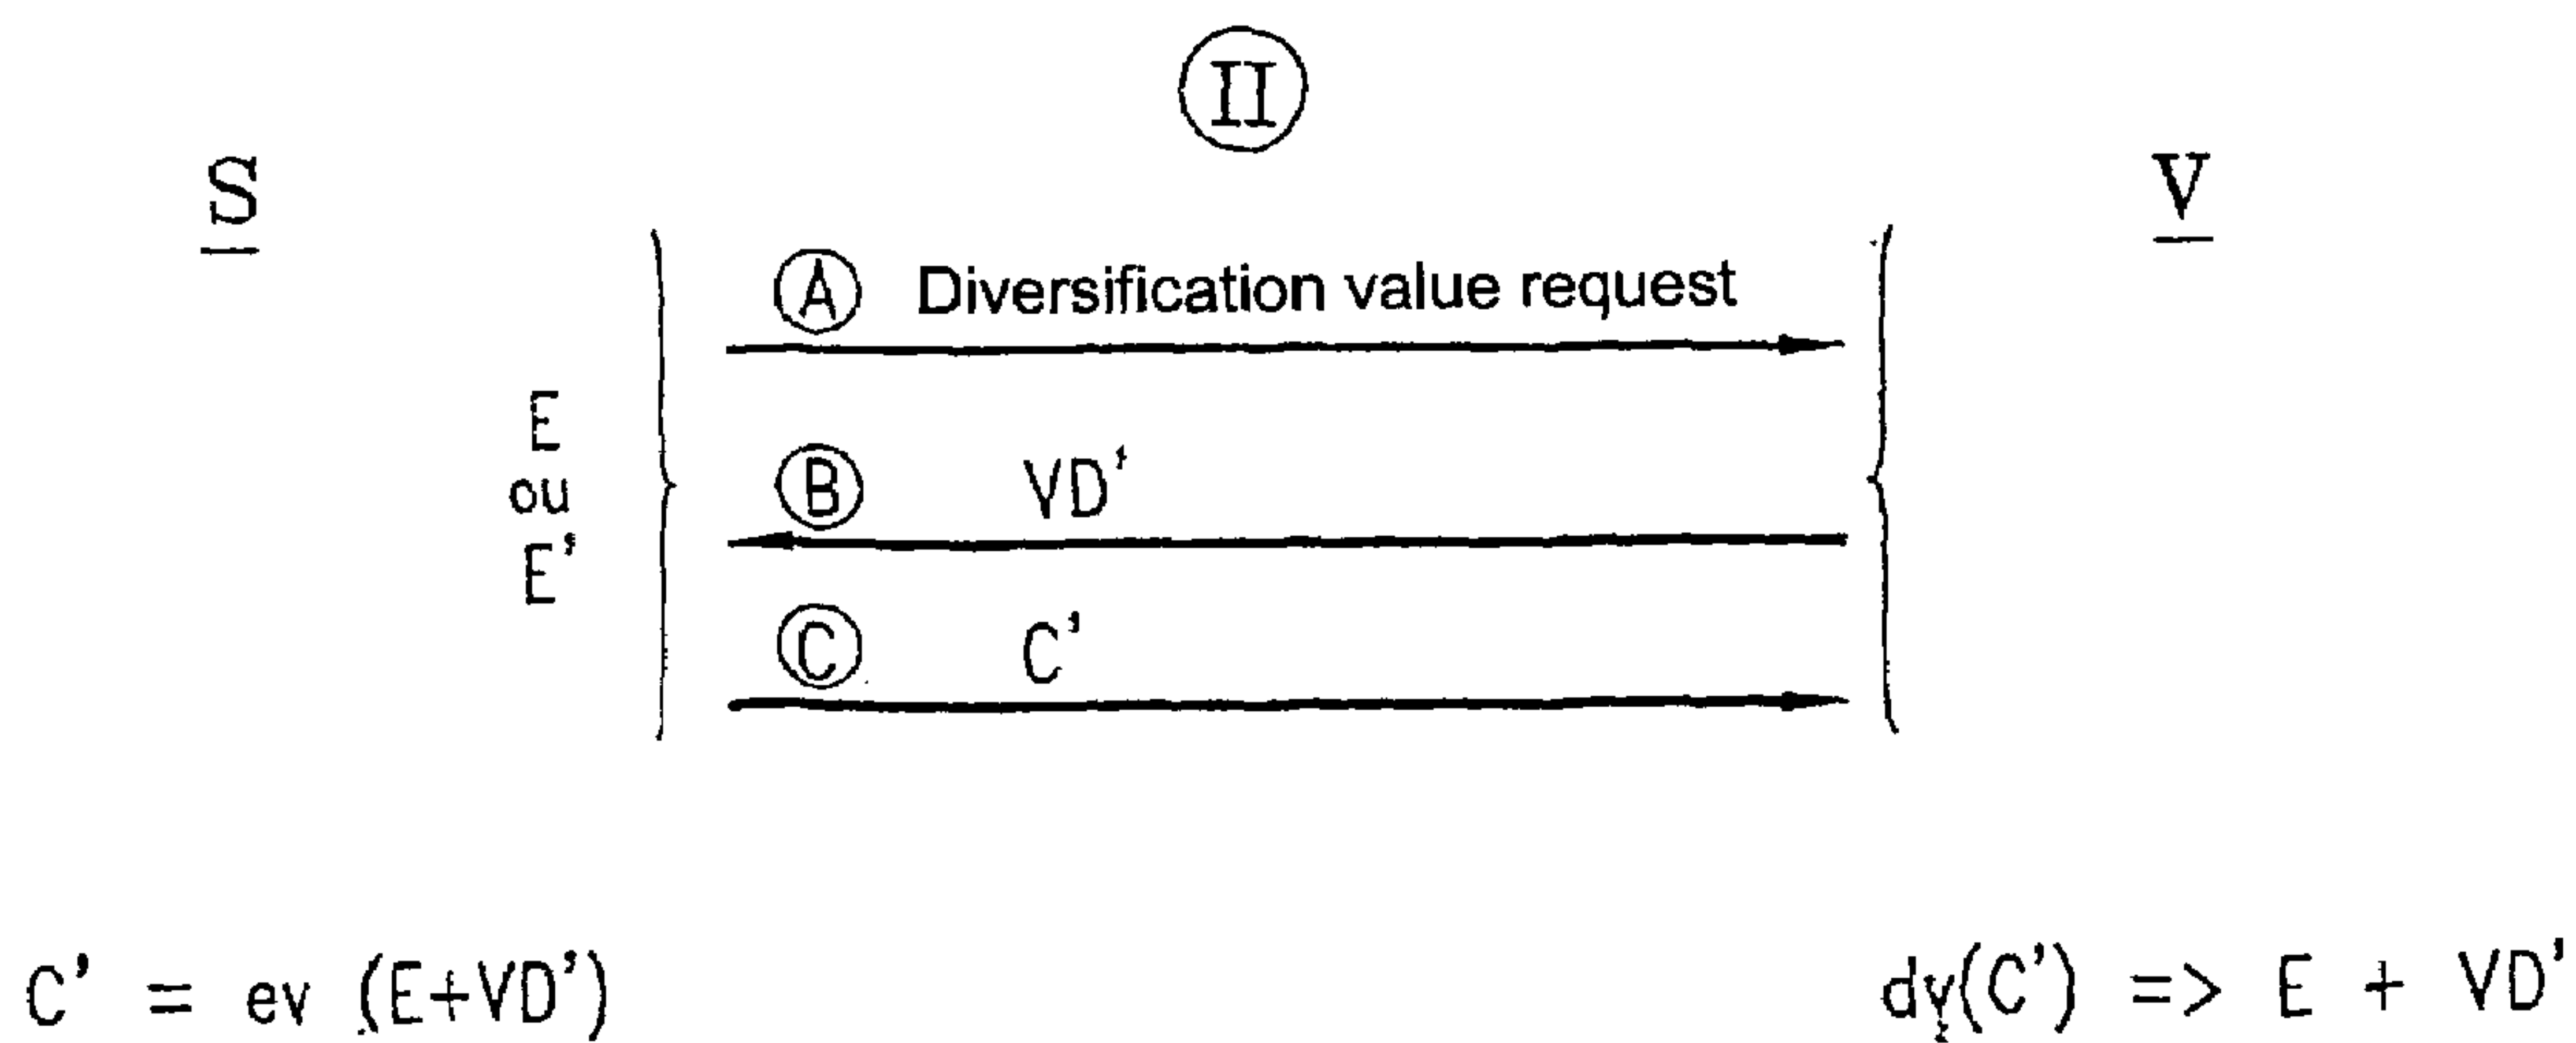 II
S
V
A Diversification value request
E
ou
E'
B VD'
C C'
C' = ev (E+VD')
dv(C') => E + VD'